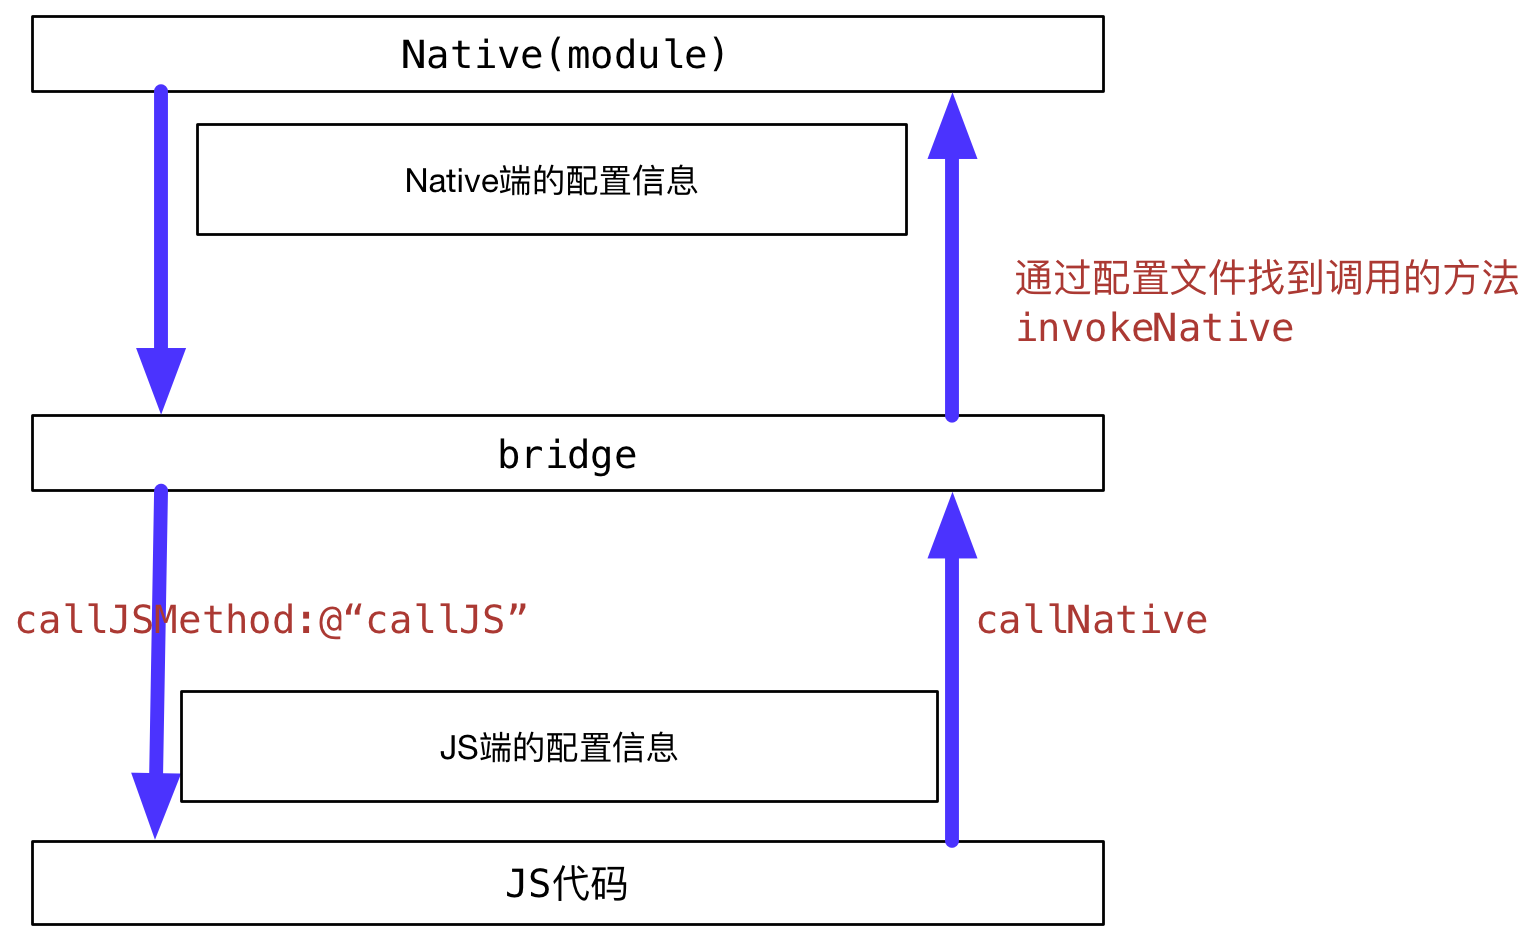 Native(module)
Native端的配置信息
通过配置文件找到调用的方法
invokeNative
bridge
callJSMethod:@“callJS”
callNative
JS端的配置信息
JS代码